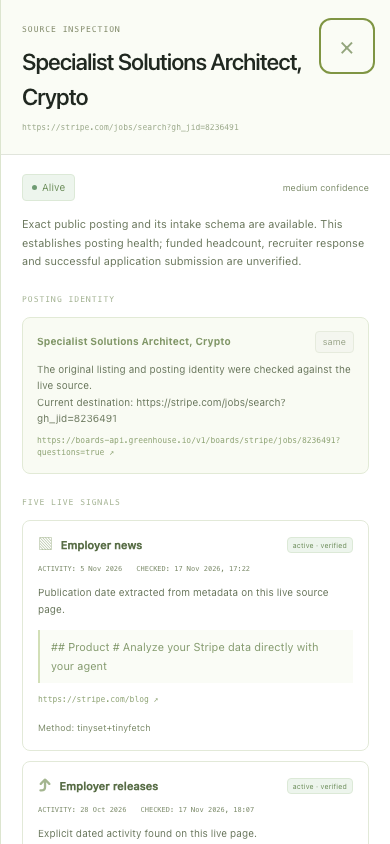 SOURCE INSPECTION
Specialist Solutions Architect,
Crypto
https://stripe.com/jobs/search?gh_jid=8236491
×
Alive
medium confidence
Exact public posting and its intake schema are available. This
establishes posting health; funded headcount, recruiter response
and successful application submission are unverified.
POSTING IDENTITY
Specialist Solutions Architect, Crypto
same
The original listing and posting identity were checked against the
live source.
Current destination: https://stripe.com/jobs/search?
gh_jid=8236491
https://boards-api.greenhouse.io/v1/boards/stripe/jobs/8236491?
questions=true ↗
FIVE LIVE SIGNALS
Employer news
active · verified
ACTIVITY: 5 Nov 2026 CHECKED: 17 Nov 2026, 17:22
Publication date extracted from metadata on this live source
page.
## Product # Analyze your Stripe data directly with
your agent
https://stripe.com/blog ↗
Method: tinyset+tinyfetch
Employer releases
active · verified
ACTIVITY: 28 Oct 2026 CHECKED: 17 Nov 2026, 18:07
Explicit dated activity found on this live page.